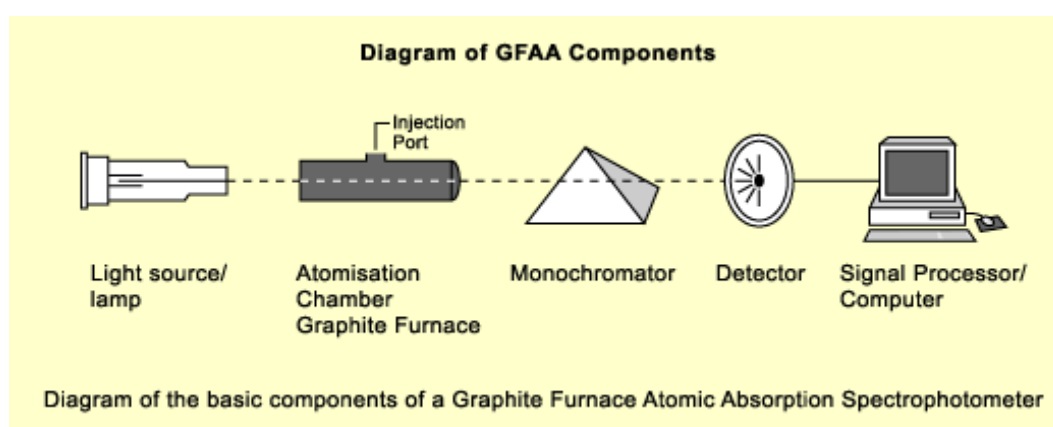 Diagram of GFAA Components
Injection
Port
Light source/
lamp
Atomisation
Chamber
Graphite Furnace
Monochromator
Detector
Signal Processor/
Computer
Diagram of the basic components of a Graphite Furnace Atomic Absorption Spectrophotometer